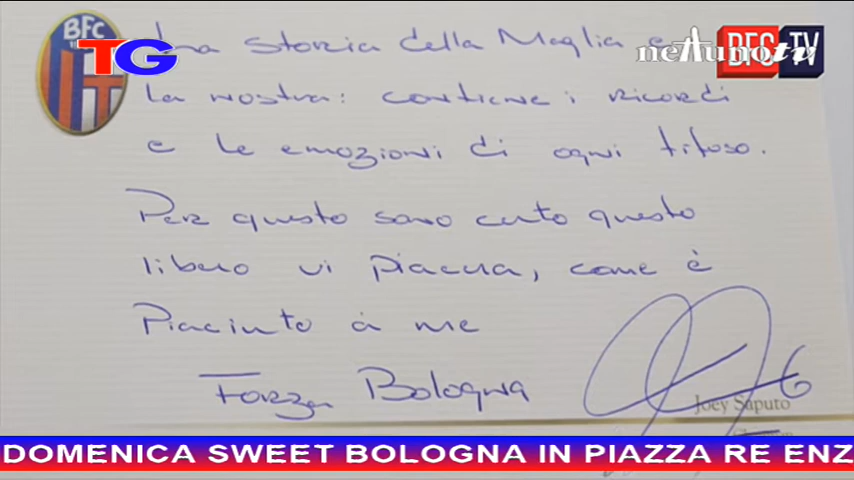 BFC
TG
nettuno tv
BFC TV
La storia della Maglia è
la nostra: contiene i ricordi
e le emozioni di ogni tifoso.
Per questo sono certo questo
libero vi piacera, come è
Piaciuto à me
Forza Bologna
Joey Saputo
DOMENICA SWEET BOLOGNA IN PIAZZA RE ENZ